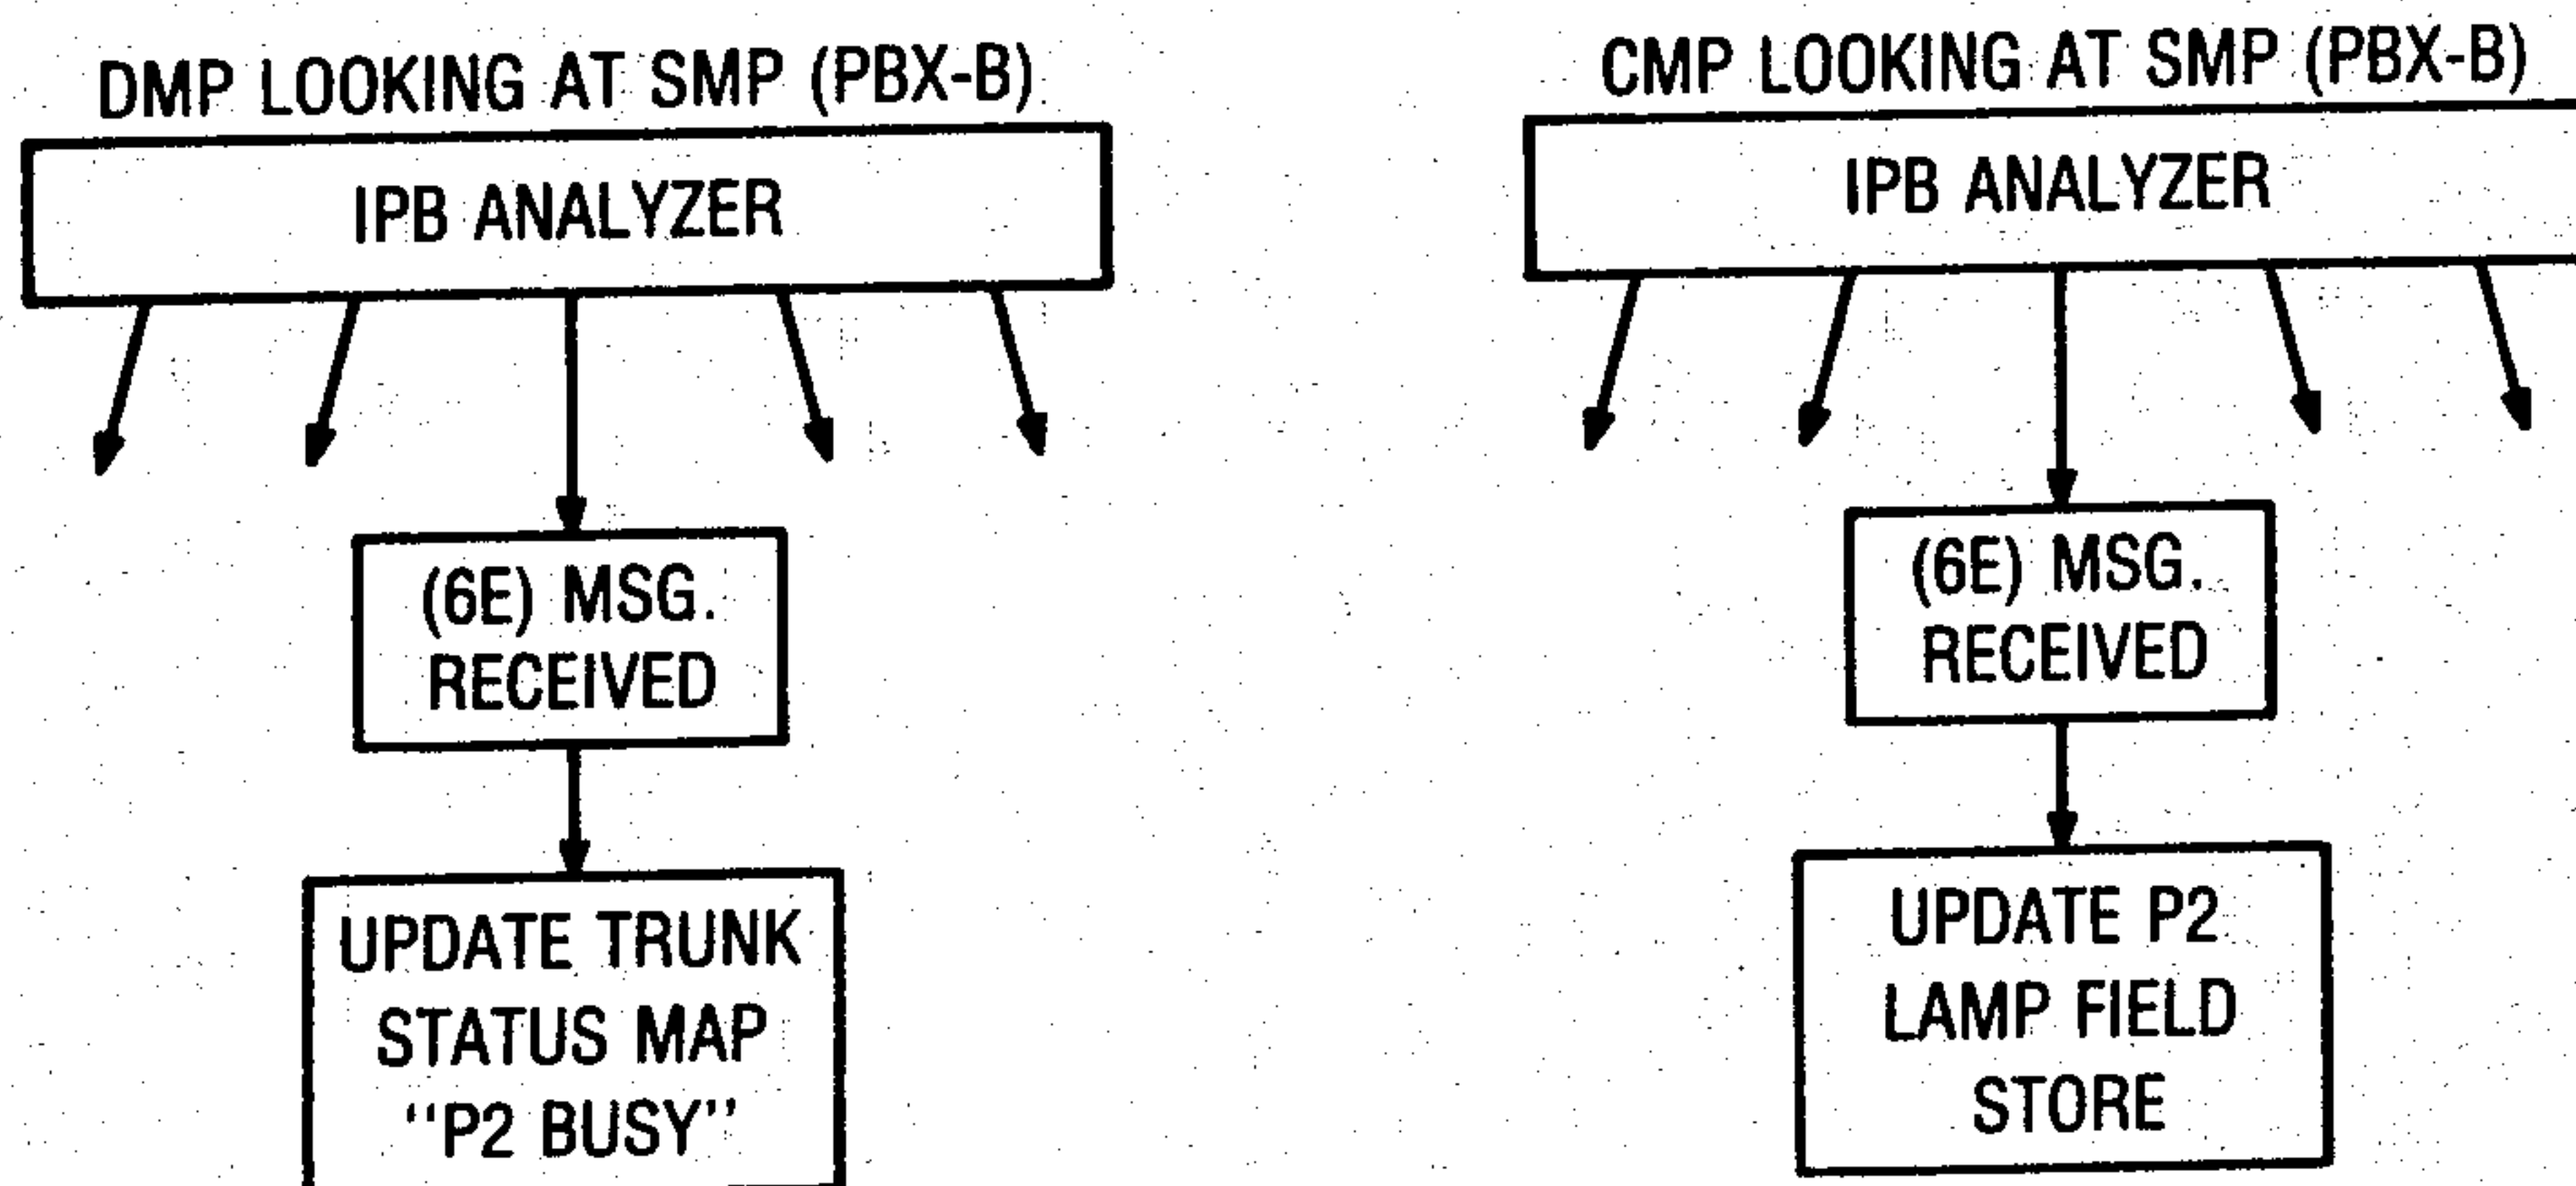 DMP LOOKING AT SMP (PBX-B)
IPB ANALYZER
(6E) MSG.
RECEIVED
UPDATE TRUNK
STATUS MAP
"P2 BUSY"
CMP LOOKING AT SMP (PBX-B)
IPB ANALYZER
(6E) MSG.
RECEIVED
UPDATE P2
LAMP FIELD
STORE